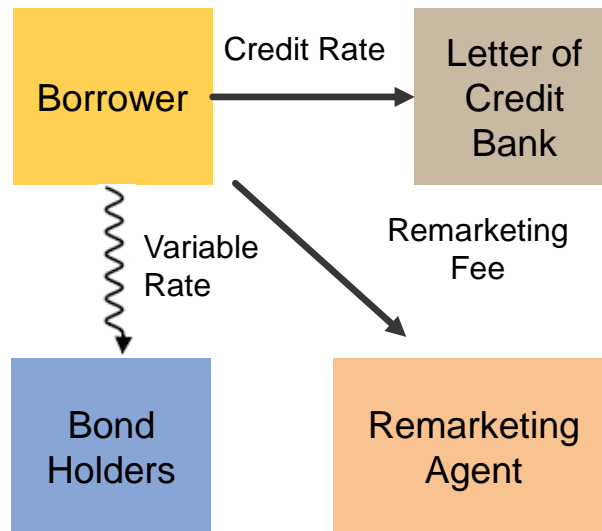 Borrower
Credit Rate
Letter of
Credit
Bank
Variable
Rate
Remarketing
Fee
Bond
Holders
Remarketing
Agent